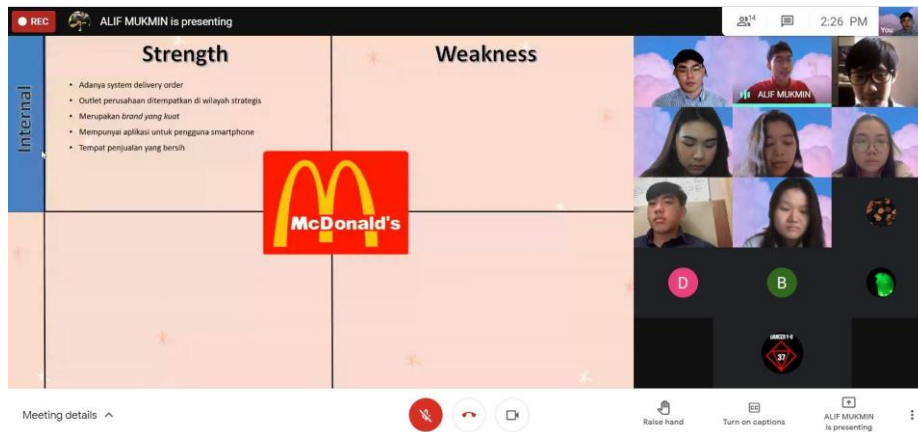 REC
ALIF MUKMIN is presenting
14
2:26 PM
You
Strength
Weakness
Internal
• Adanya system delivery order
• Outlet perusahaan ditempatkan di wilayah strategis
• Merupakan brand yang kuat
• Mempunyai aplikasi untuk pengguna smartphone
• Tempat penjualan yang bersih
McDonald's
ALIF MUKMIN
D
B
37
Meeting details
Raise hand
CC
Turn on captions
ALIF MUKMIN
is presenting